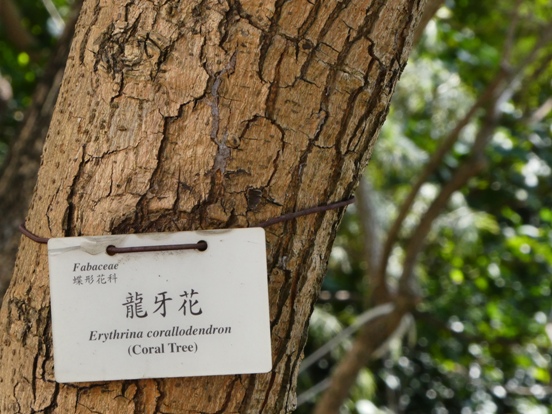 Fabaceae
蝶形花科
龍牙花
Erythrina corallodendron
(Coral Tree)